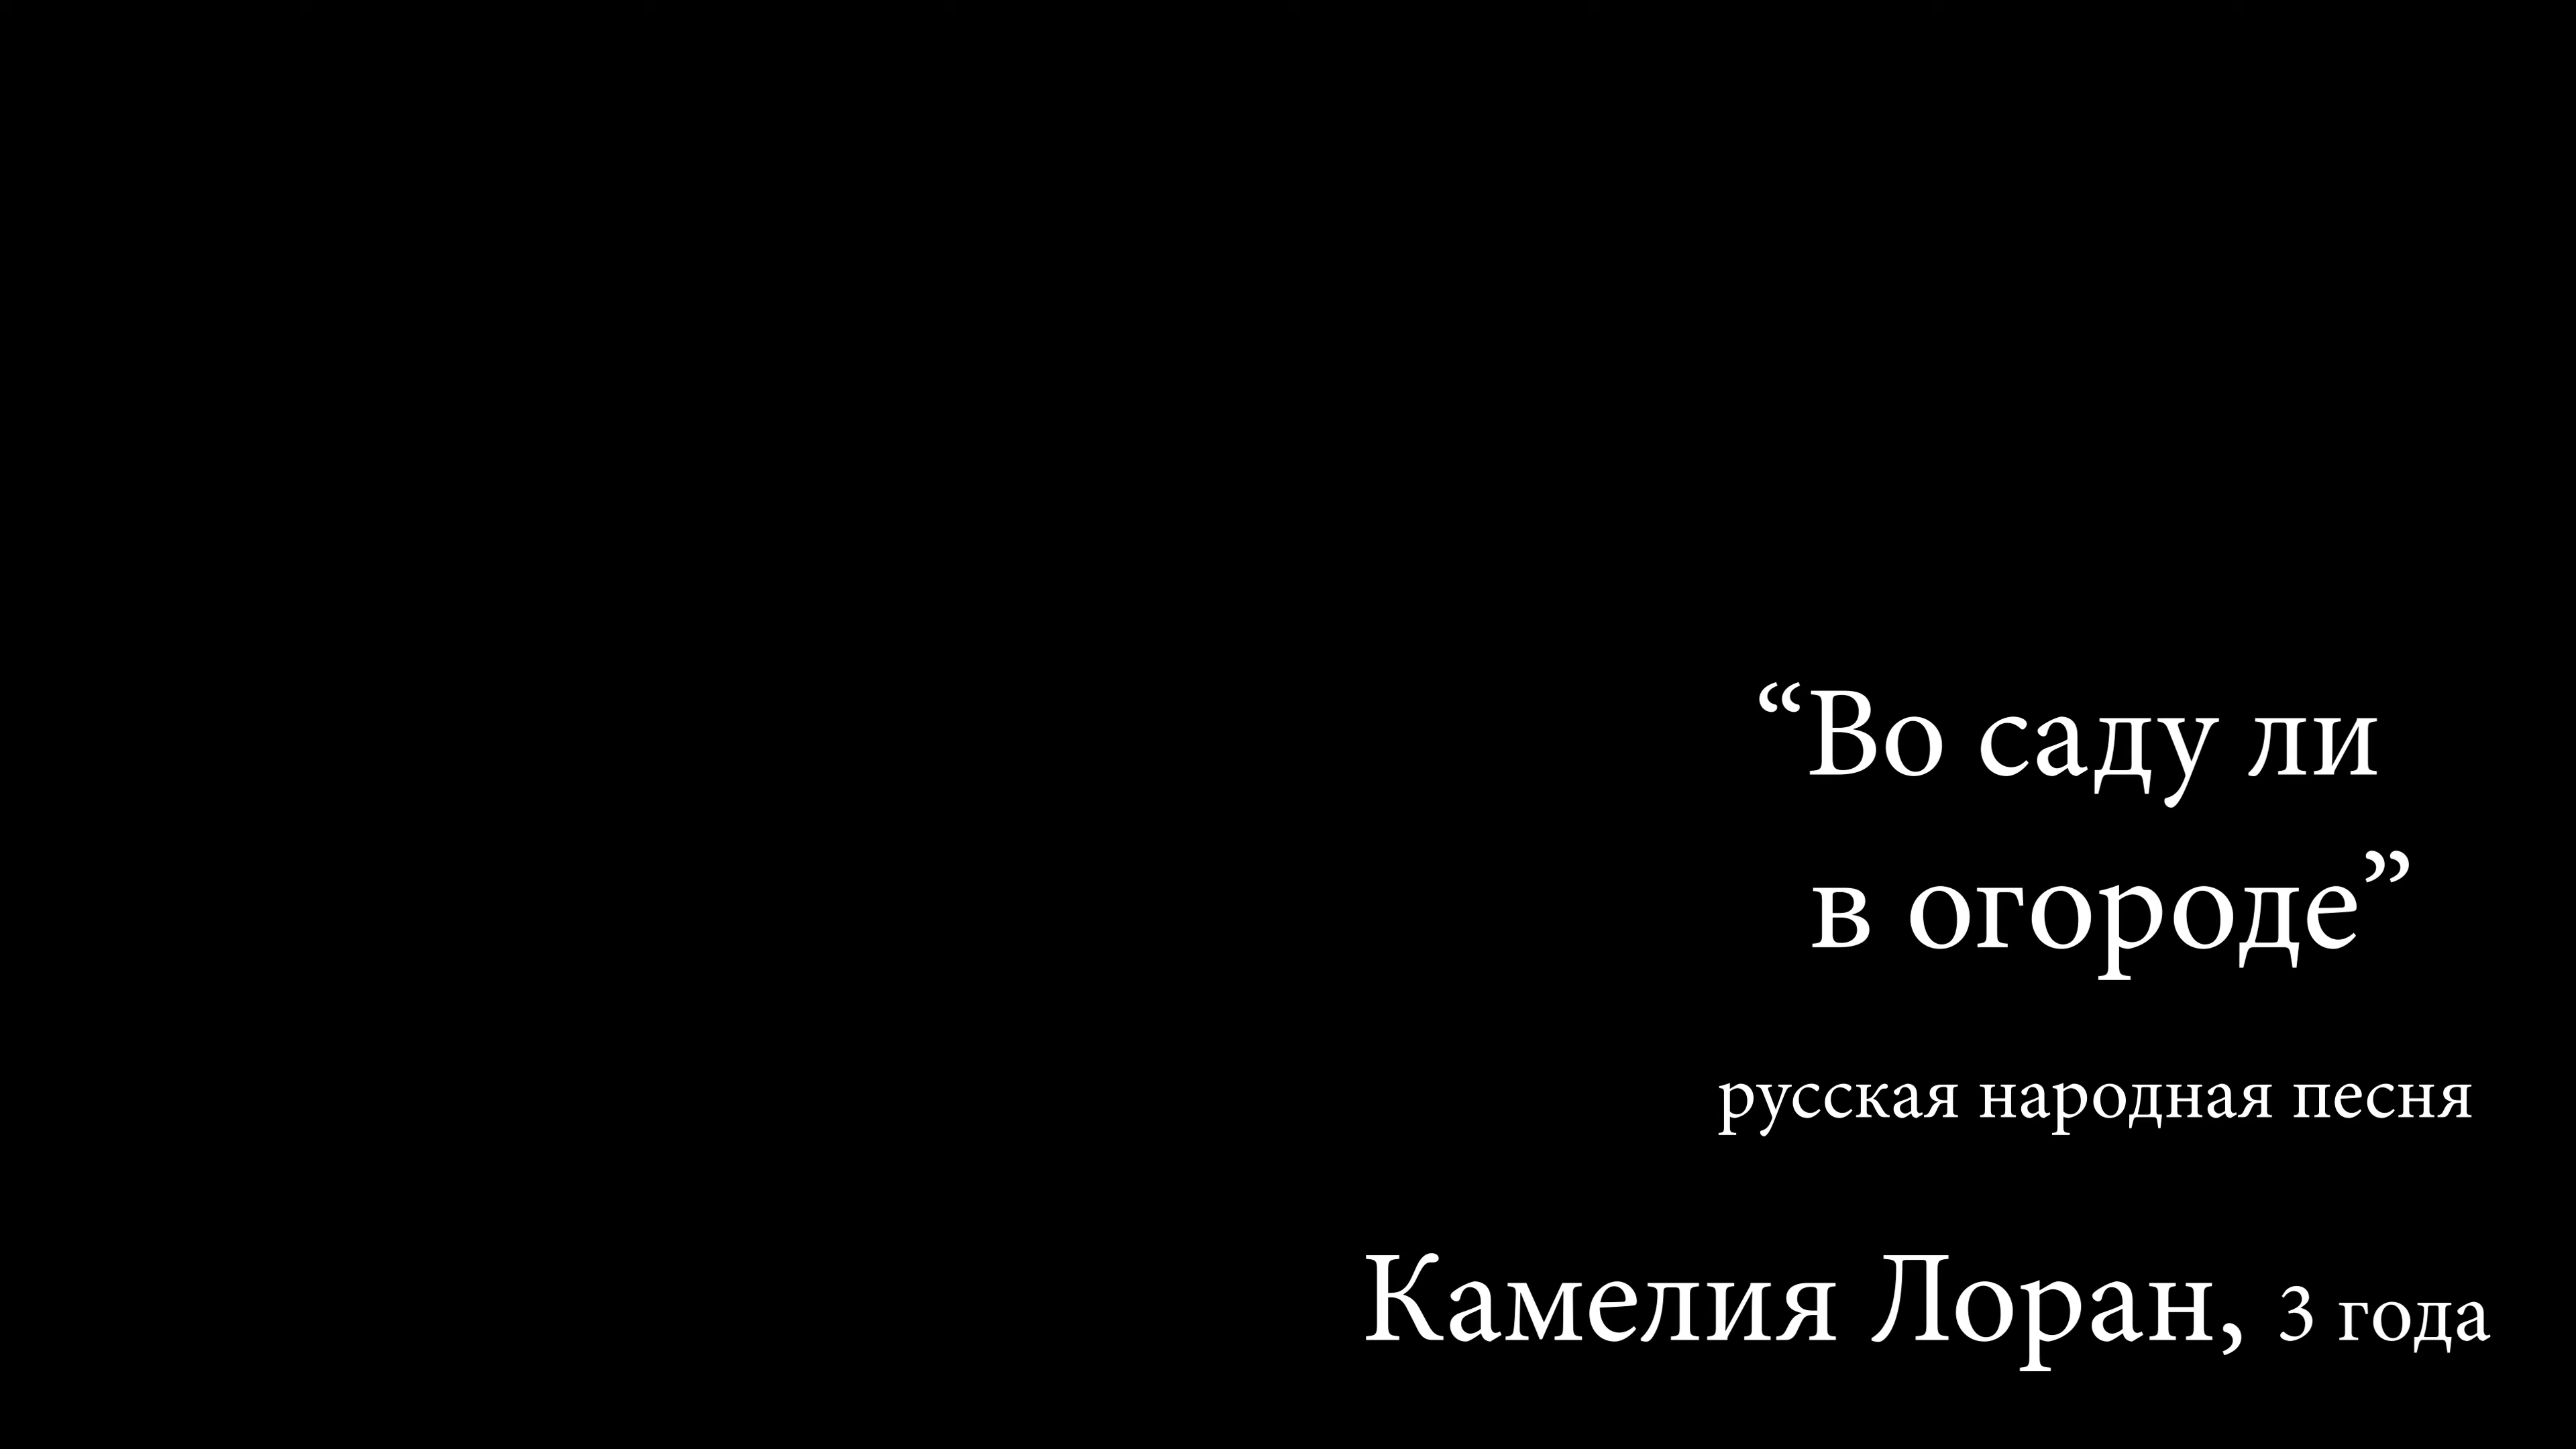 “Во саду ли
в огороде”
русская народная песня
Камелия Лоран, 3 года